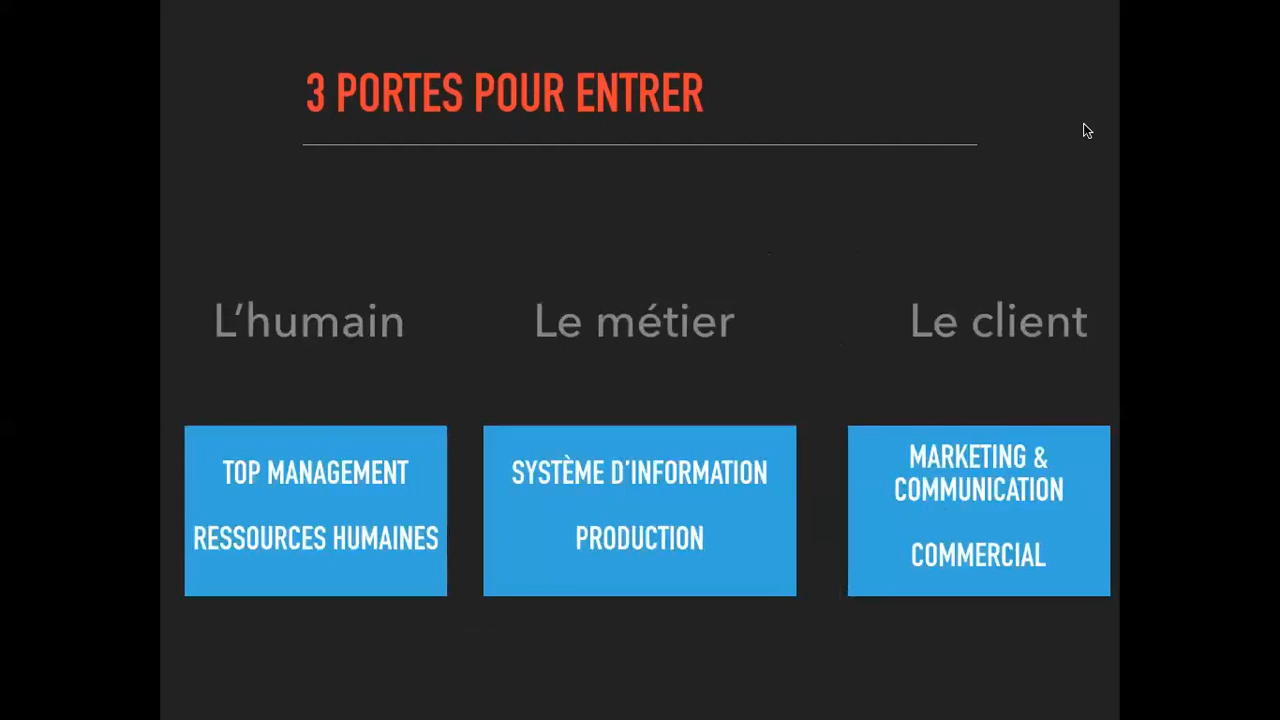 3 PORTES POUR ENTRER
L’humain
Le métier
Le client
TOP MANAGEMENT
RESSOURCES HUMAINES
SYSTÈME D’INFORMATION
PRODUCTION
MARKETING &
COMMUNICATION
COMMERCIAL